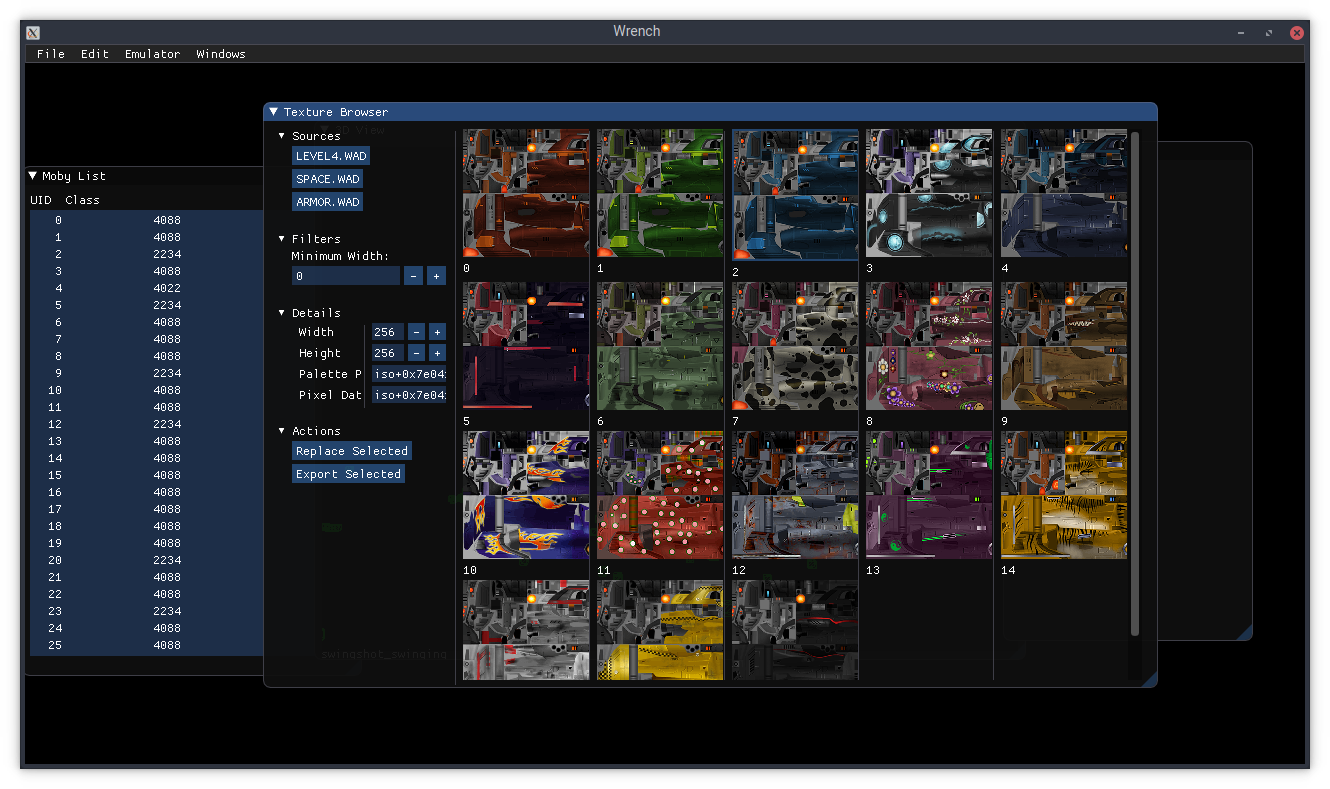 Wrench
File Edit Emulator Windows
Texture Browser
Sources
LEVEL4.WAD
SPACE.WAD
ARMOR.WAD
Filters
Minimum Width:
0 - +
Details
Width 256 - +
Height 256 - +
Palette P iso+0x7e04
Pixel Dat iso+0x7e04
Actions
Replace Selected
Export Selected
0 1 2 3 4
5 6 7 8 9
10 11 12 13 14
View
swingshot_swinging
Moby List
UID Class
0 4088
1 4088
2 2234
3 4088
4 4022
5 2234
6 4088
7 4088
8 4088
9 2234
10 4088
11 4088
12 2234
13 4088
14 4088
15 4088
16 4088
17 4088
18 4088
19 4088
20 2234
21 4088
22 4088
23 2234
24 4088
25 4088